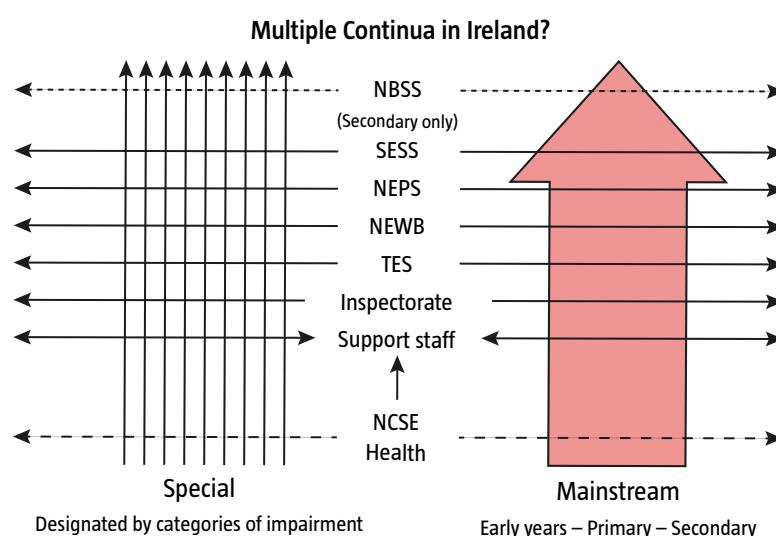 Multiple Continua in Ireland?
NBSS
(Secondary only)
SESS
NEPS
NEWB
TES
Inspectorate
Support staff
NCSE
Health
Special
Designated by categories of impairment
Mainstream
Early years – Primary – Secondary